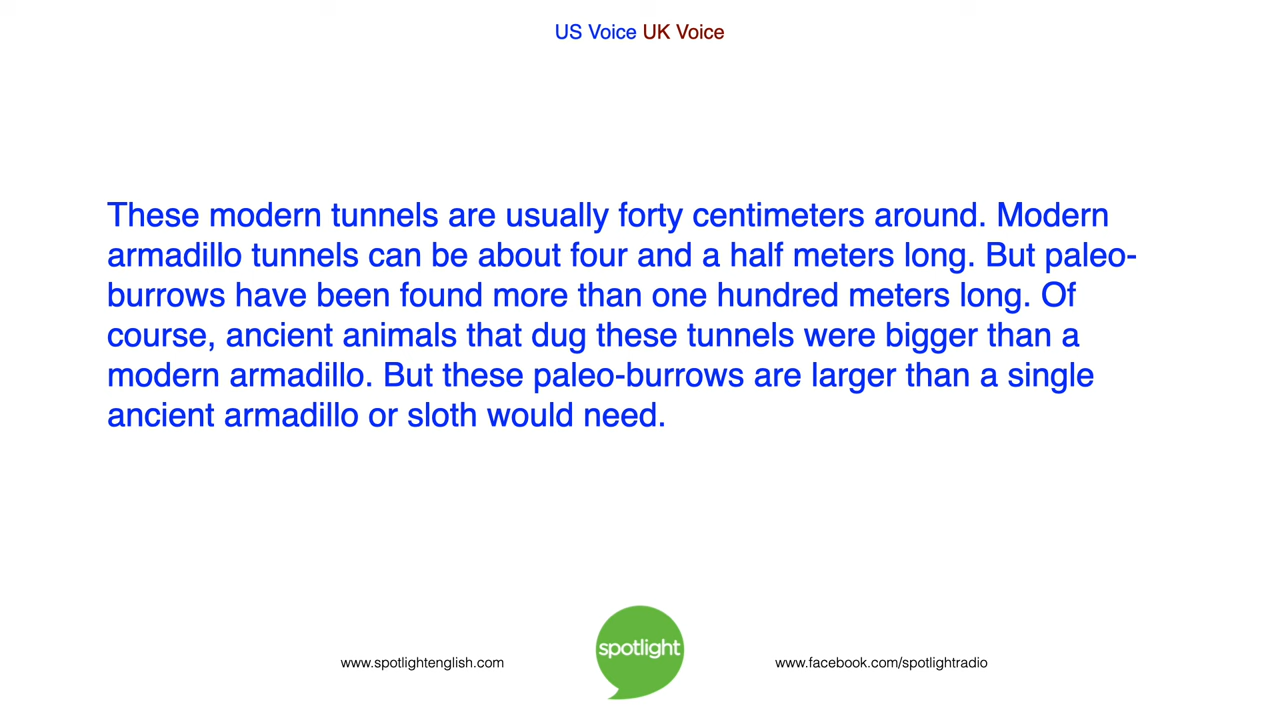 US Voice UK Voice
These modern tunnels are usually forty centimeters around. Modern
armadillo tunnels can be about four and a half meters long. But paleo-
burrows have been found more than one hundred meters long. Of
course, ancient animals that dug these tunnels were bigger than a
modern armadillo. But these paleo-burrows are larger than a single
ancient armadillo or sloth would need.
spotlight
www.spotlightenglish.com
www.facebook.com/spotlightradio